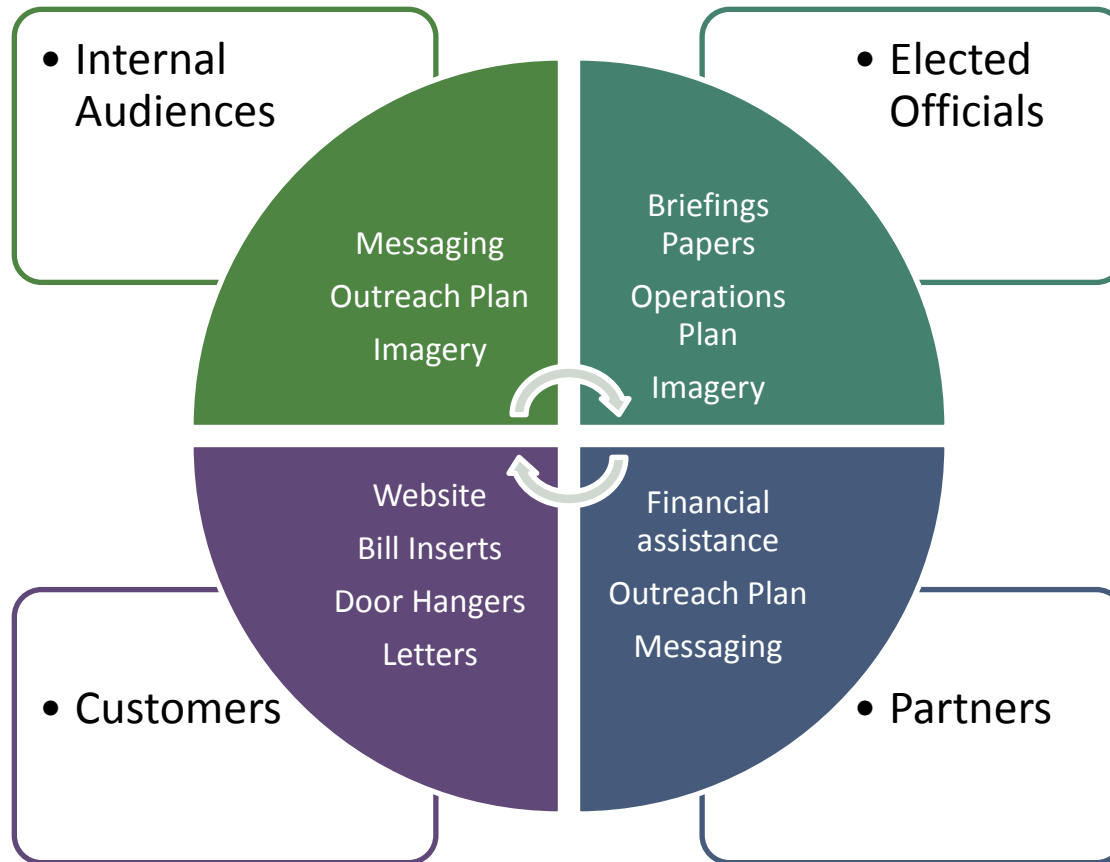 • Internal
Audiences
• Elected
Officials
Messaging
Outreach Plan
Imagery
Briefings
Papers
Operations
Plan
Imagery
Website
Bill Inserts
Door Hangers
Letters
Financial
assistance
Outreach Plan
Messaging
• Customers
• Partners